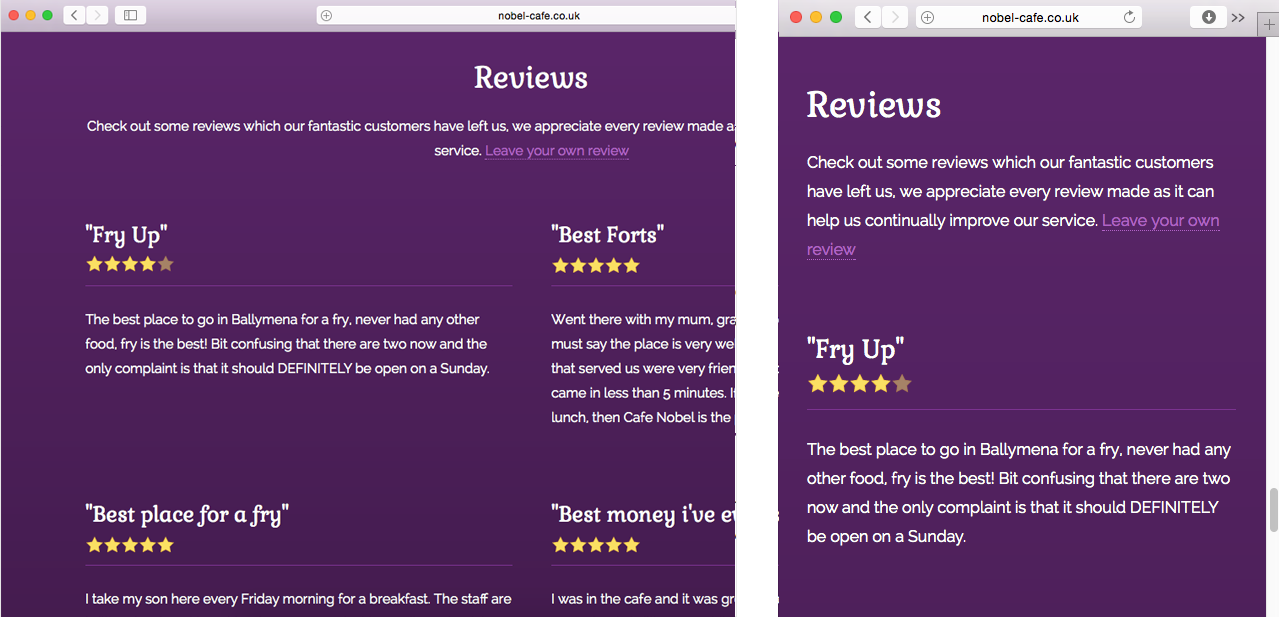 nobel-cafe.co.uk
Reviews
Check out some reviews which our fantastic customers have left us, we appreciate every review made a
service. Leave your own review
"Fry Up"
The best place to go in Ballymena for a fry, never had any other
food, fry is the best! Bit confusing that there are two now and the
only complaint is that it should DEFINITELY be open on a Sunday.
"Best Forts"
Went there with my mum, gra
must say the place is very we
that served us were very frien
came in less than 5 minutes. I
lunch, then Cafe Nobel is the
"Best place for a fry"
I take my son here every Friday morning for a breakfast. The staff are
"Best money i've e
I was in the cafe and it was gr
nobel-cafe.co.uk
Reviews
Check out some reviews which our fantastic customers
have left us, we appreciate every review made as it can
help us continually improve our service. Leave your own
review
"Fry Up"
The best place to go in Ballymena for a fry, never had any
other food, fry is the best! Bit confusing that there are two
now and the only complaint is that it should DEFINITELY
be open on a Sunday.